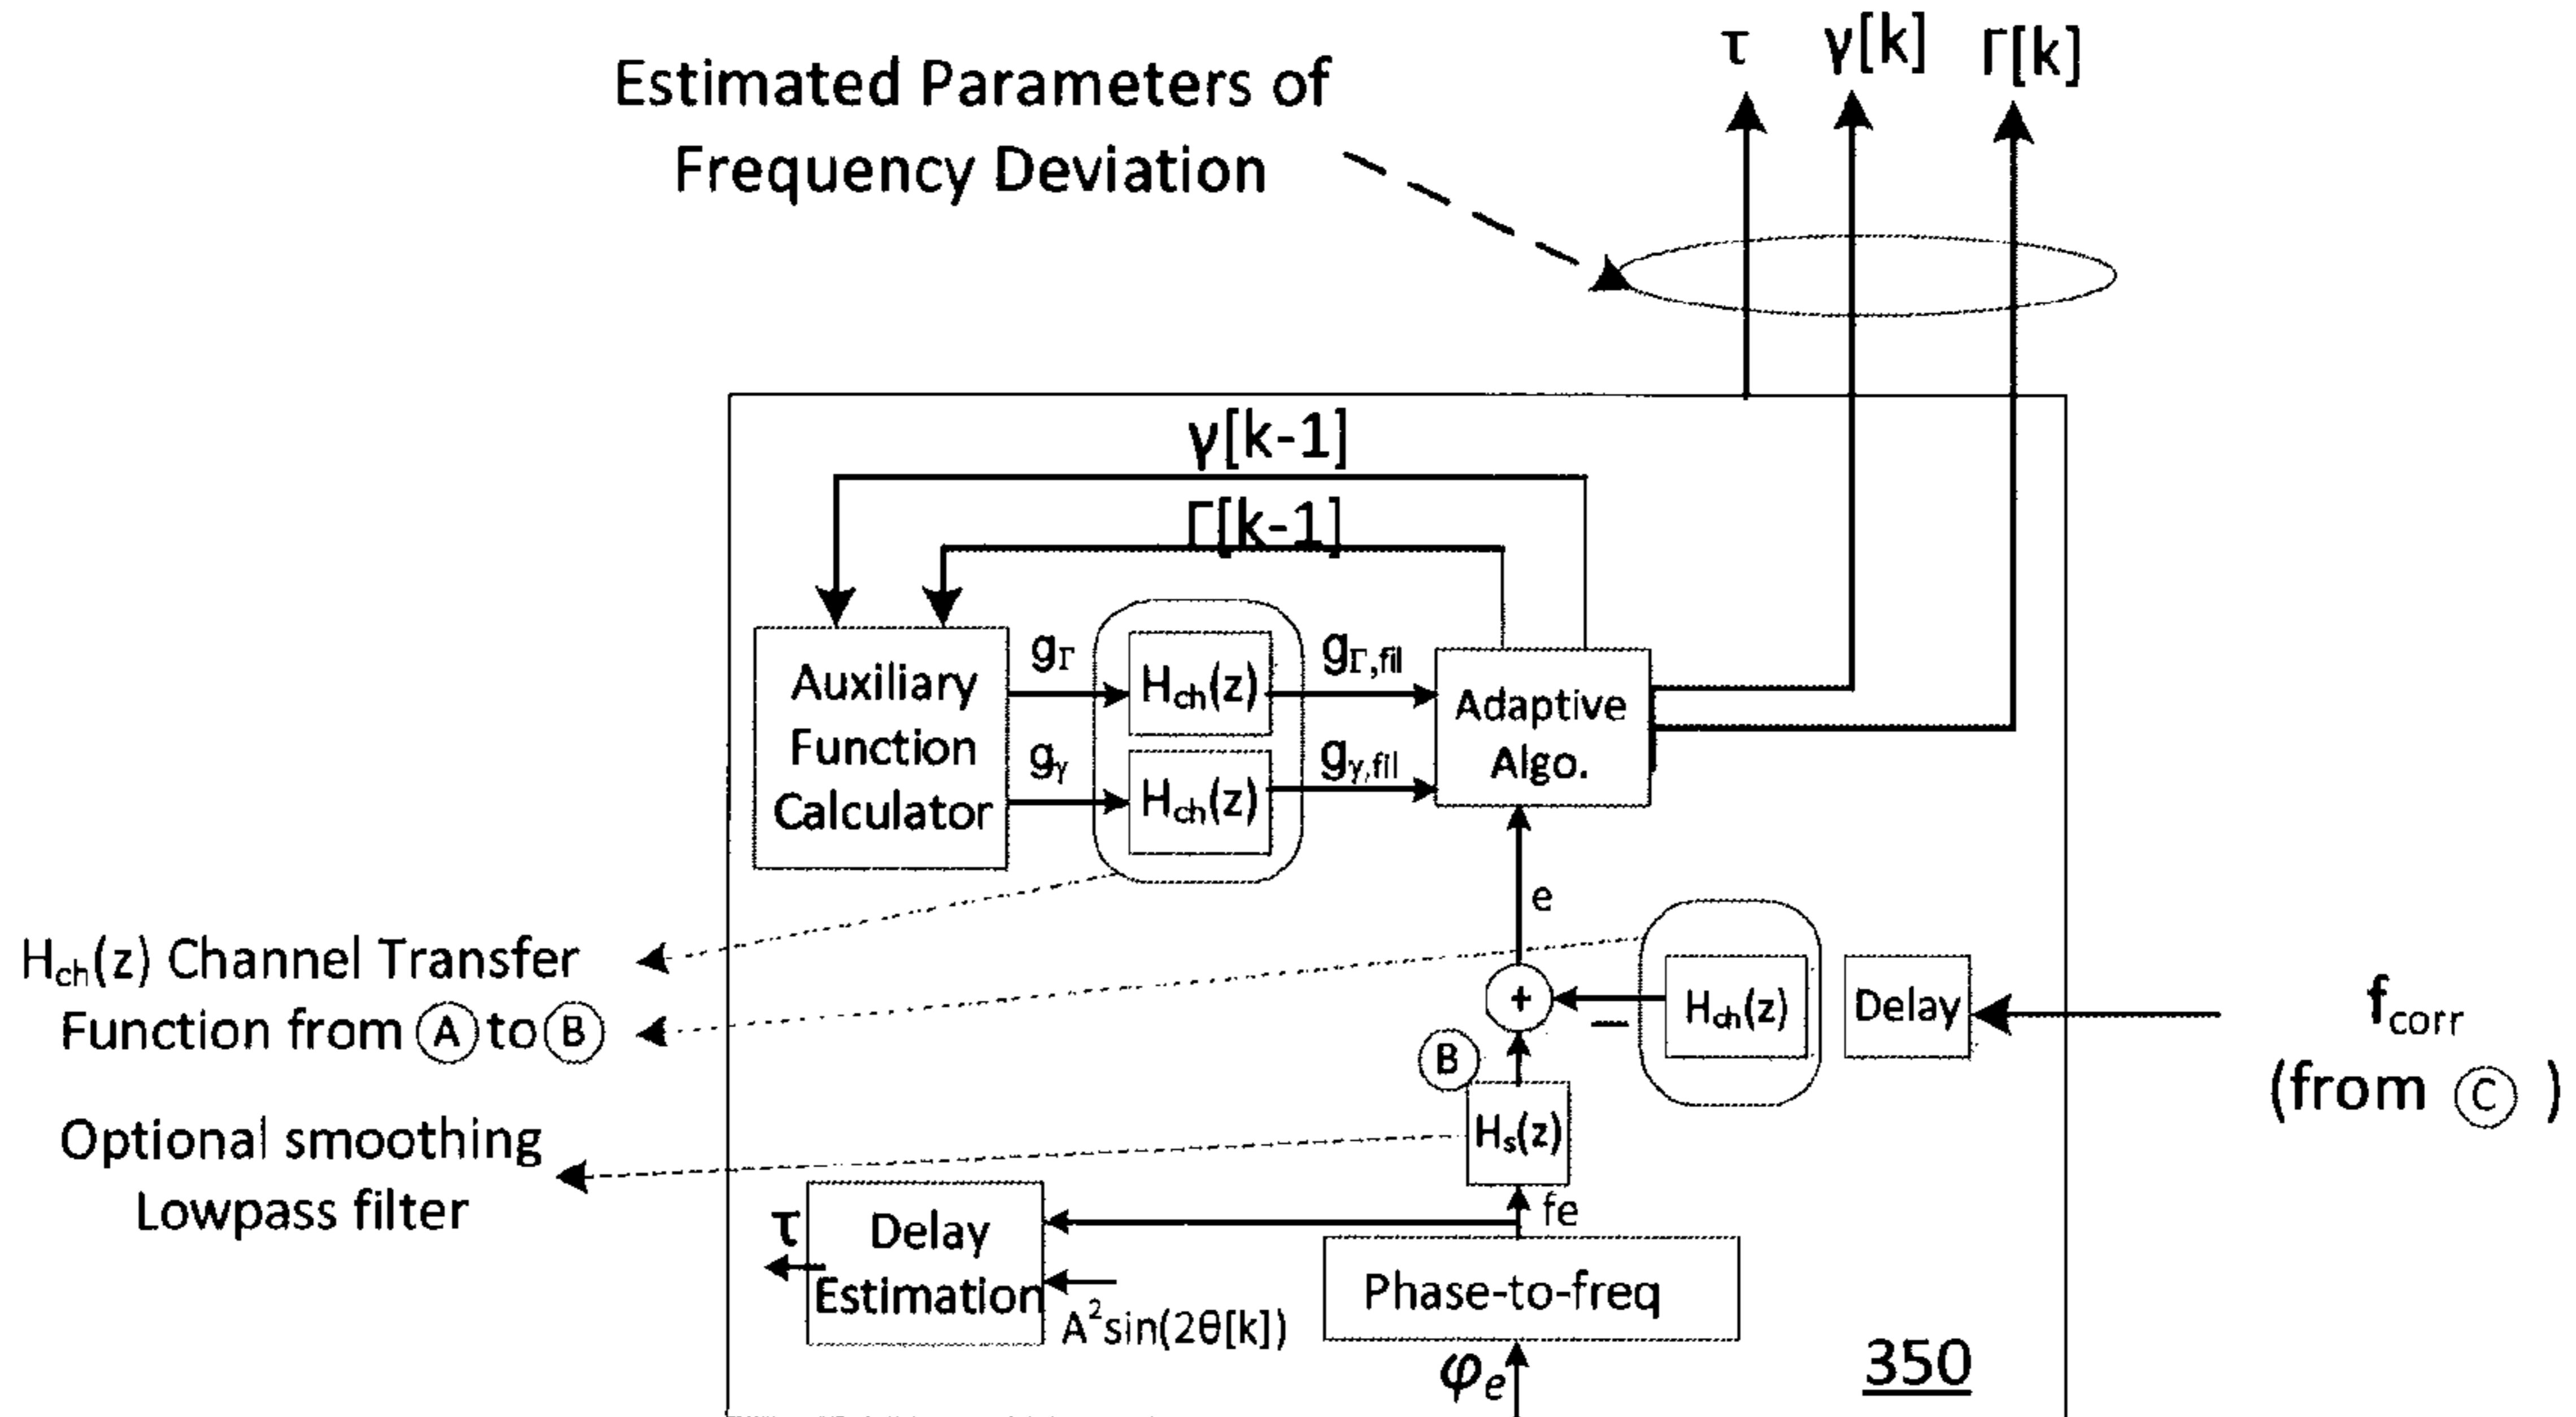 τ γ[k] Γ[k]
Estimated Parameters of
Frequency Deviation
γ[k-1]
Γ[k-1]
Auxiliary
Function
Calculator
gΓ
Hch(z)
gΓ,fil
gγ
Hch(z)
gγ,fil
Adaptive
Algo.
e
Hch(z) Channel Transfer
Function from A to B
+
−
Hch(z)
Delay
fcorr
(from C )
B
Hs(z)
Optional smoothing
Lowpass filter
fe
τ
Delay
Estimation
A²sin(2θ[k])
Phase-to-freq
φe
350